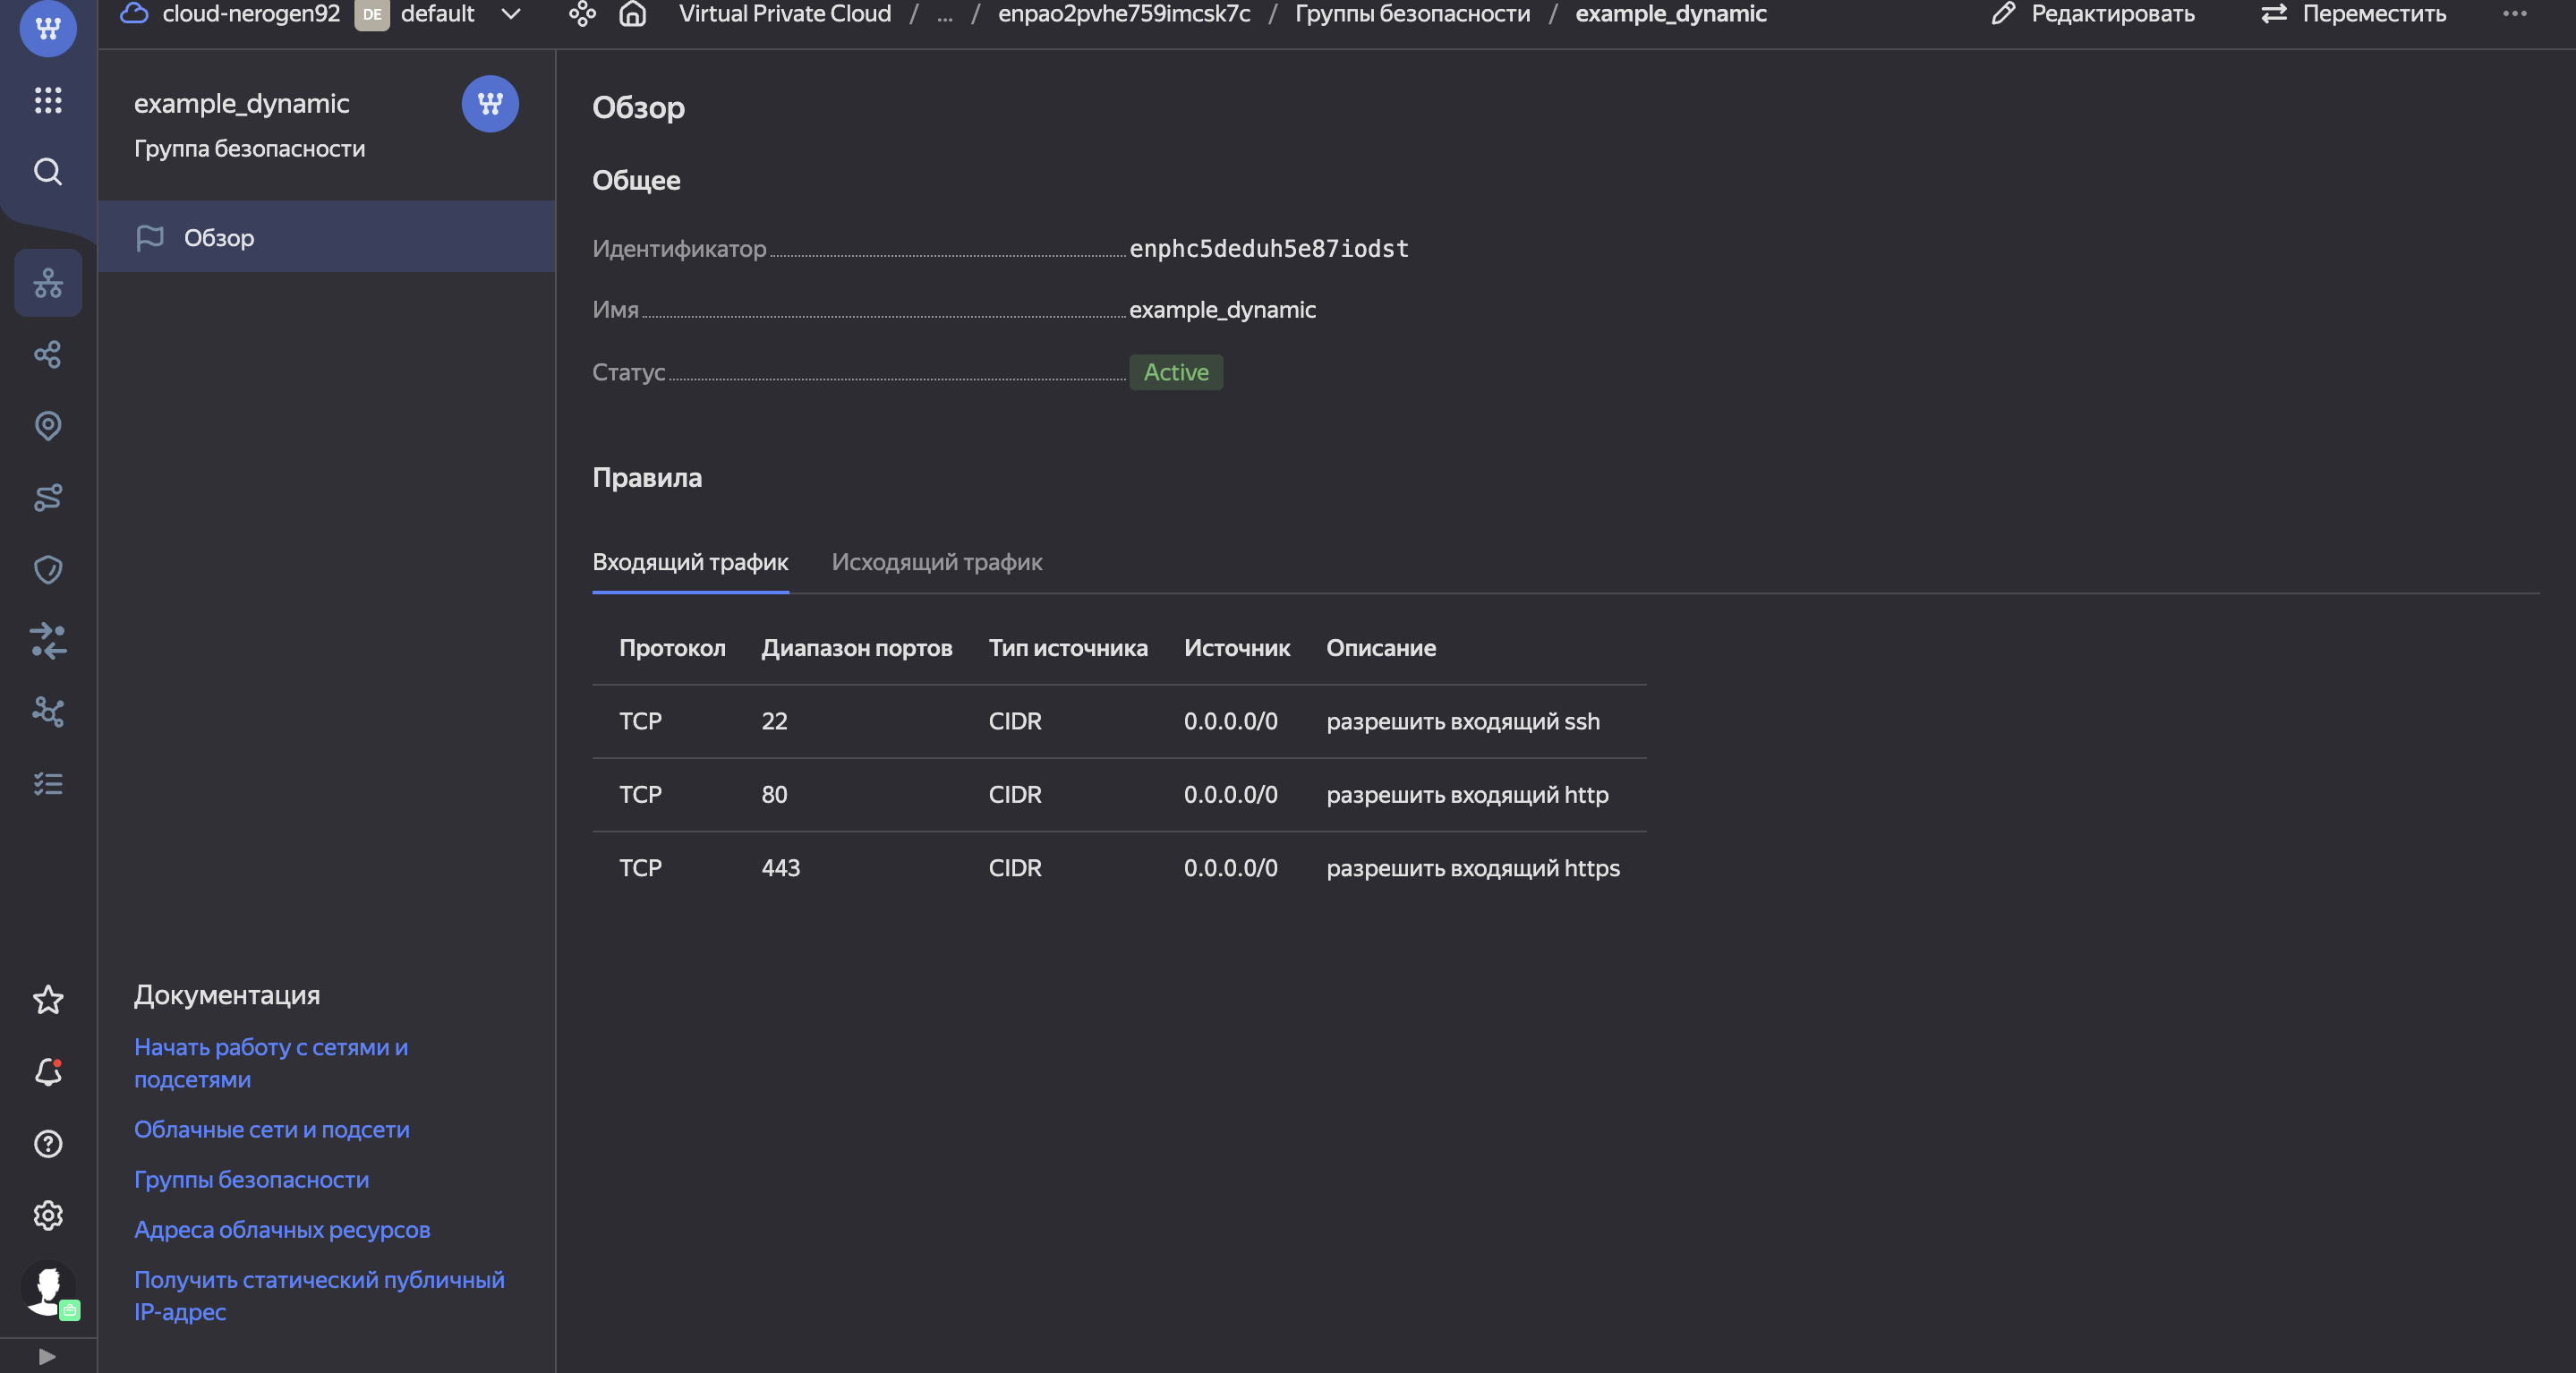 cloud-nerogen92 DE default Virtual Private Cloud / ... / enpao2pvhe759imcsk7c / Группы безопасности / example_dynamic Редактировать Переместить ...
example_dynamic
Группа безопасности
Обзор
Документация
Начать работу с сетями и
подсетями
Облачные сети и подсети
Группы безопасности
Адреса облачных ресурсов
Получить статический публичный
IP-адрес
Обзор
Общее
Идентификатор enphc5deduh5e87iodst
Имя example_dynamic
Статус Active
Правила
Входящий трафик Исходящий трафик
Протокол Диапазон портов Тип источника Источник Описание
TCP 22 CIDR 0.0.0.0/0 разрешить входящий ssh
TCP 80 CIDR 0.0.0.0/0 разрешить входящий http
TCP 443 CIDR 0.0.0.0/0 разрешить входящий https